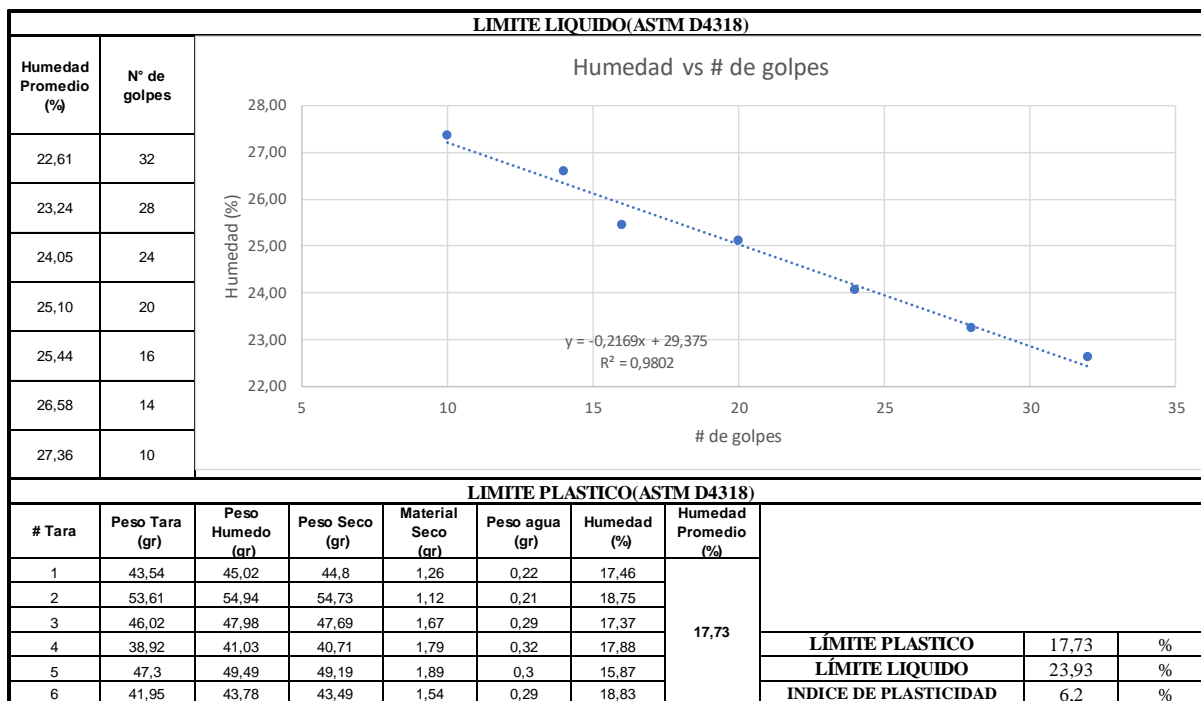 LIMITE LIQUIDO(ASTM D4318)
Humedad Promedio (%) N° de golpes
22,61 32
23,24 28
24,05 24
25,10 20
25,44 16
26,58 14
27,36 10
Humedad vs # de golpes
Humedad (%)
28,00
27,00
26,00
25,00
24,00
23,00
22,00
y = -0,2169x + 29,375
R² = 0,9802
5 10 15 20 25 30 35
# de golpes
LIMITE PLASTICO(ASTM D4318)
# Tara Peso Tara (gr) Peso Humedo (gr) Peso Seco (gr) Material Seco (gr) Peso agua (gr) Humedad (%) Humedad Promedio (%)
1 43,54 45,02 44,8 1,26 0,22 17,46
2 53,61 54,94 54,73 1,12 0,21 18,75
3 46,02 47,98 47,69 1,67 0,29 17,37
17,73
4 38,92 41,03 40,71 1,79 0,32 17,88 LÍMITE PLASTICO 17,73 %
5 47,3 49,49 49,19 1,89 0,3 15,87 LÍMITE LIQUIDO 23,93 %
6 41,95 43,78 43,49 1,54 0,29 18,83 INDICE DE PLASTICIDAD 6,2 %